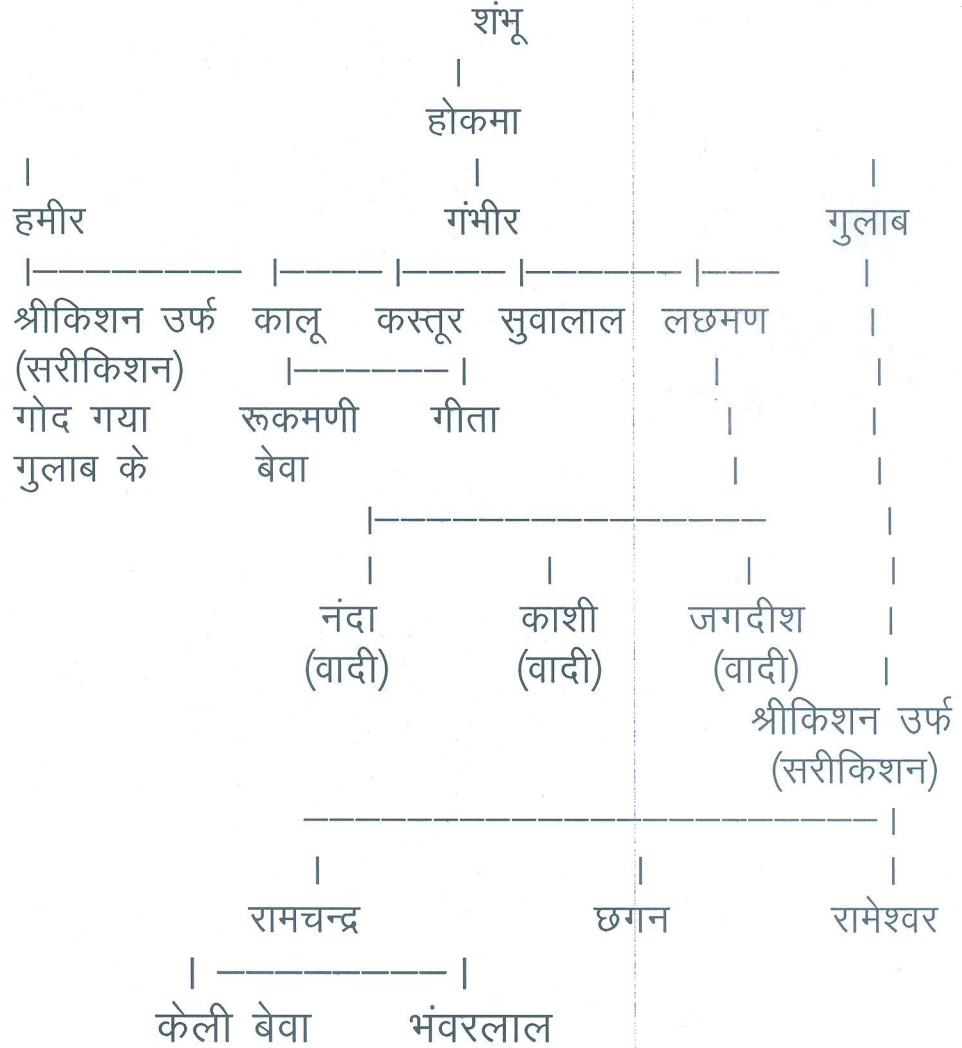 शंभू
होकमा
हमीर गंभीर गुलाब
श्रीकिशन उर्फ कालू कस्तूर सुवालाल लछमण
(सरीकिशन)
गोद गया रूकमणी गीता
गुलाब के बेवा
नंदा काशी जगदीश
(वादी) (वादी) (वादी)
श्रीकिशन उर्फ
(सरीकिशन)
रामचन्द्र छगन रामेश्वर
केली बेवा भंवरलाल